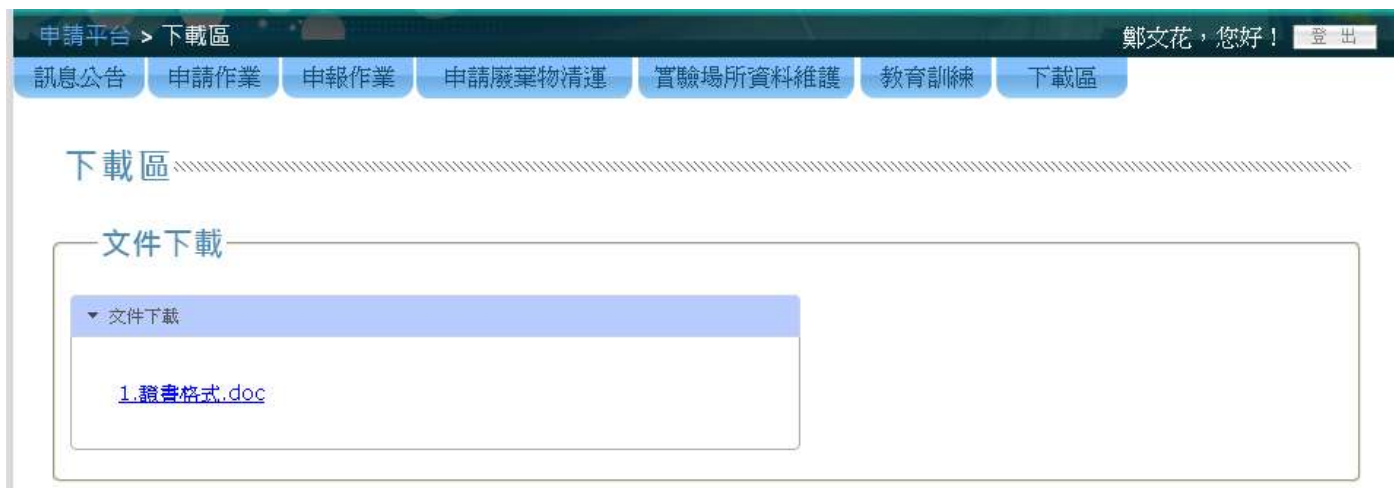 申請平台 > 下載區 鄭文花，您好！ 登 出
訊息公告 申請作業 申報作業 申請廢棄物清運 實驗場所資料維護 教育訓練 下載區
下載區
文件下載
▼ 文件下載
1.證書格式.doc